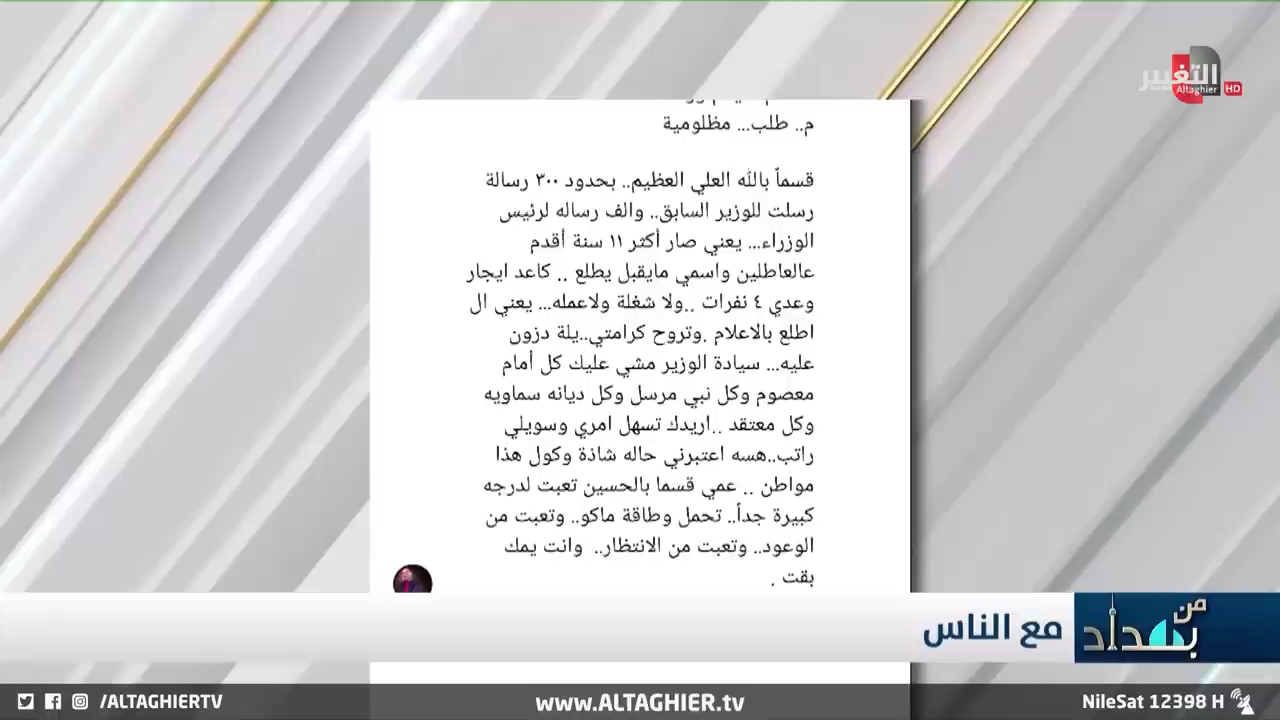 التغيير
Altaghier HD
م.. طلب... مظلومية
قسماً بالله العلي العظيم.. بحدود ٣٠٠ رسالة
رسلت للوزير السابق.. والف رساله لرئيس
الوزراء... يعني صار أكثر ١١ سنة أقدم
عالعاطلين واسمي مايقبل يطلع .. كاعد ايجار
وعدي ٤ نفرات ..ولا شغلة ولاعمله... يعني ال
اطلع بالاعلام .وتروح كرامتي..يلة دزون
عليه... سيادة الوزير مشي عليك كل أمام
معصوم وكل نبي مرسل وكل ديانه سماويه
وكل معتقد ..اريدك تسهل امري وسويلي
راتب..هسه اعتبرني حاله شاذة وكول هذا
مواطن .. عمي قسما بالحسين تعبت لدرجه
كبيرة جداً.. تحمل وطاقة ماكو.. وتعبت من
الوعود.. وتعبت من الانتظار..  وانت يمك
بقت .
من
بغداد
مع الناس
/ALTAGHIERTV
www.ALTAGHIER.tv
NileSat 12398 H